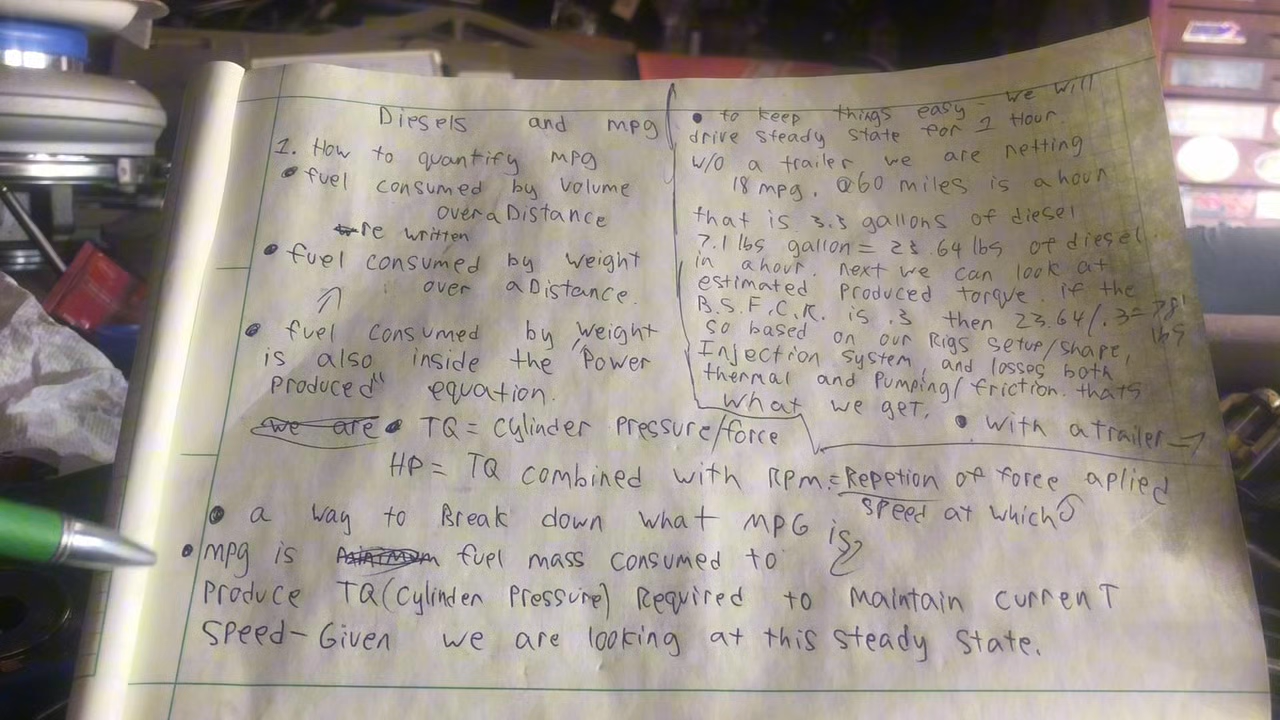 Diesels and mpg
1. How to quantify mpg
• fuel consumed by volume
over a Distance
re written
• fuel consumed by weight
over a Distance.
• fuel consumed by weight
is also inside the "Power
Produced" equation.
• TQ = cylinder pressure/force
HP = TQ combined with RPM. = Repetion of force aplied
speed at which
• a way to Break down what MPG is
• mpg is fuel mass consumed to
produce TQ (cylinder pressure) Required to maintain current
speed - Given we are looking at this steady state.
• to keep things easy - we will
drive steady state for 1 Hour.
w/o a trailer we are netting
18 mpg. @60 miles is a hour
that is 3.3 gallons of diesel
7.1 lbs gallon = 23.64 lbs of diesel
in a hour. next we can look at
estimated produced torque. if the
B.S.F.C.R. is .3 then 23.64/.3=78
lbs
so based on our Rigs setup/shape,
Injection system, and losses both
thermal and Pumping/friction. thats
what we get.
• with a trailer →